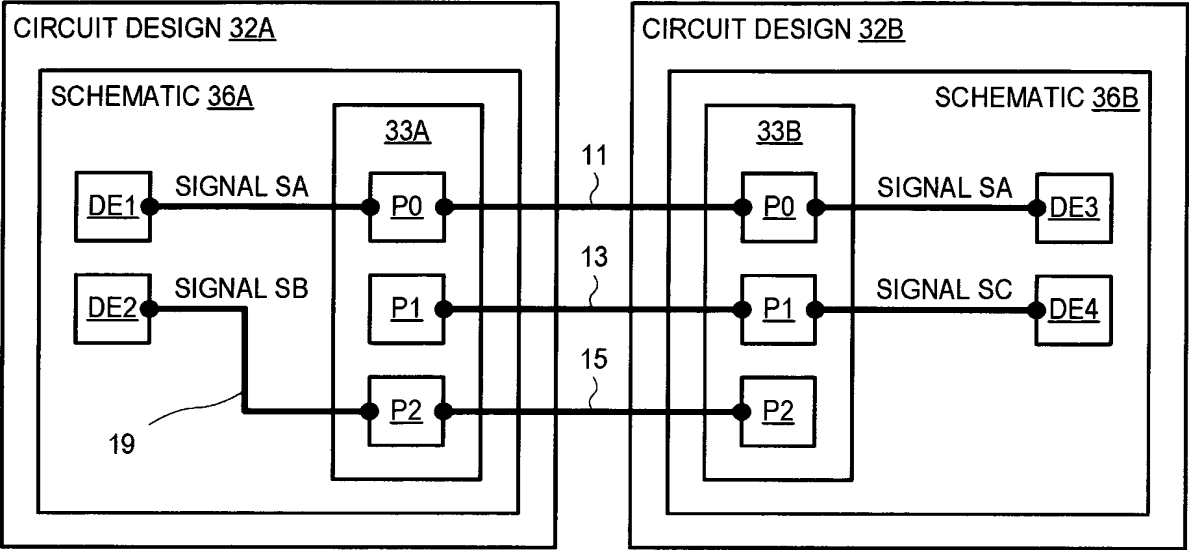 CIRCUIT DESIGN 32A
SCHEMATIC 36A
33A
DE1
SIGNAL SA
P0
DE2
SIGNAL SB
P1
P2
19
11
13
15
CIRCUIT DESIGN 32B
SCHEMATIC 36B
33B
P0
SIGNAL SA
DE3
P1
SIGNAL SC
DE4
P2